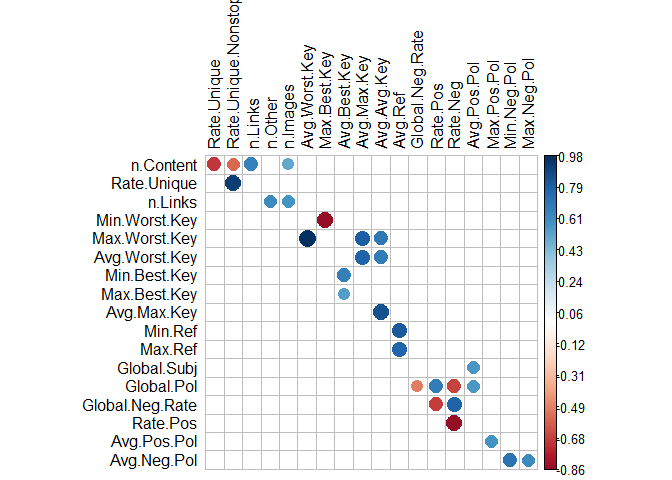 Rate.Unique
Rate.Unique.Nonstop
n.Links
n.Other
n.Images
Avg.Worst.Key
Max.Best.Key
Avg.Best.Key
Avg.Max.Key
Avg.Avg.Key
Avg.Ref
Global.Neg.Rate
Rate.Pos
Rate.Neg
Avg.Pos.Pol
Max.Pos.Pol
Min.Neg.Pol
Max.Neg.Pol
n.Content
Rate.Unique
n.Links
Min.Worst.Key
Max.Worst.Key
Avg.Worst.Key
Min.Best.Key
Max.Best.Key
Avg.Max.Key
Min.Ref
Max.Ref
Global.Subj
Global.Pol
Global.Neg.Rate
Rate.Pos
Avg.Pos.Pol
Avg.Neg.Pol
0.98
0.79
0.61
0.43
0.24
0.06
-0.12
-0.31
-0.49
-0.68
-0.86